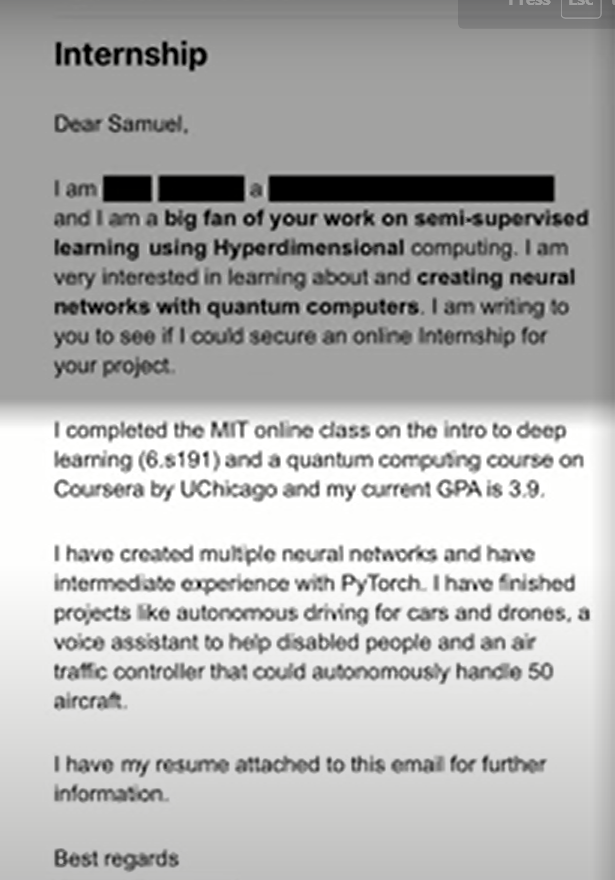 Press Esc
Internship
Dear Samuel,
I am a
and I am a big fan of your work on semi-supervised
learning using Hyperdimensional computing. I am
very interested in learning about and creating neural
networks with quantum computers. I am writing to
you to see if I could secure an online Internship for
your project.
I completed the MIT online class on the intro to deep
learning (6.s191) and a quantum computing course on
Coursera by UChicago and my current GPA is 3.9.
I have created multiple neural networks and have
intermediate experience with PyTorch. I have finished
projects like autonomous driving for cars and drones, a
voice assistant to help disabled people and an air
traffic controller that could autonomously handle 50
aircraft.
I have my resume attached to this email for further
information.
Best regards